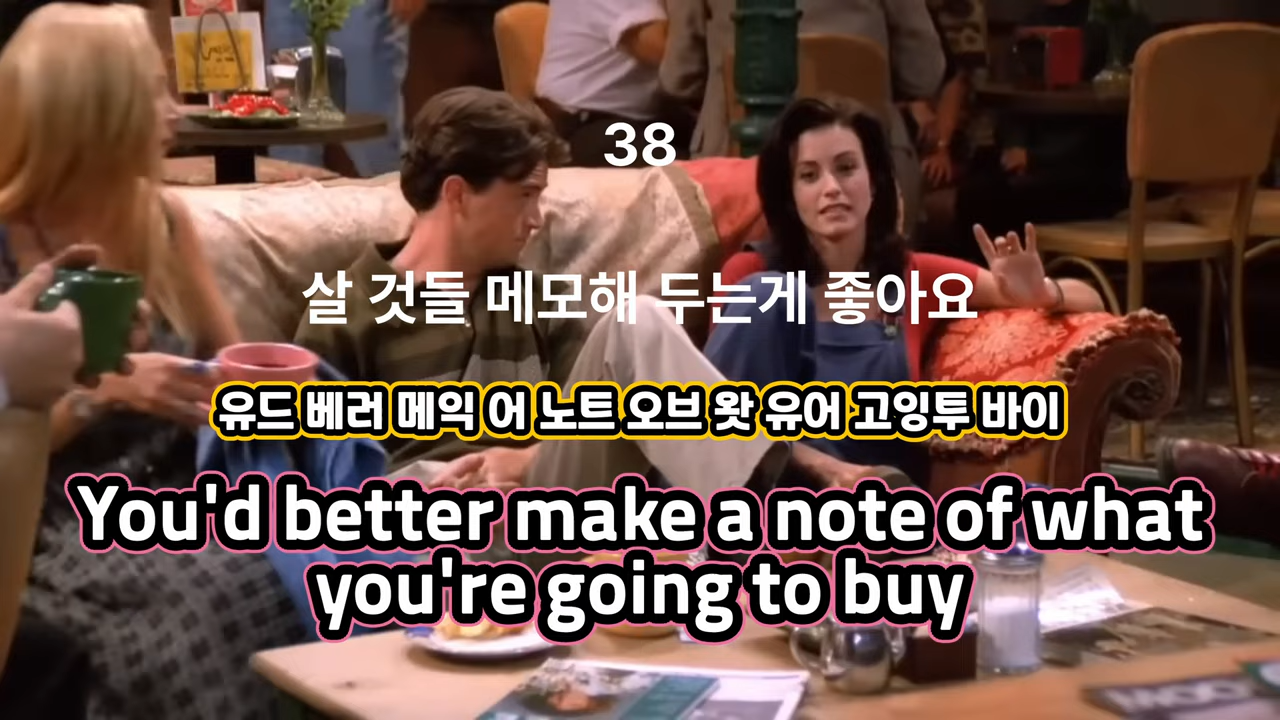 38
살 것들 메모해 두는게 좋아요
유드 베러 메익 어 노트 오브 왓 유어 고잉투 바이
You'd better make a note of what
you're going to buy